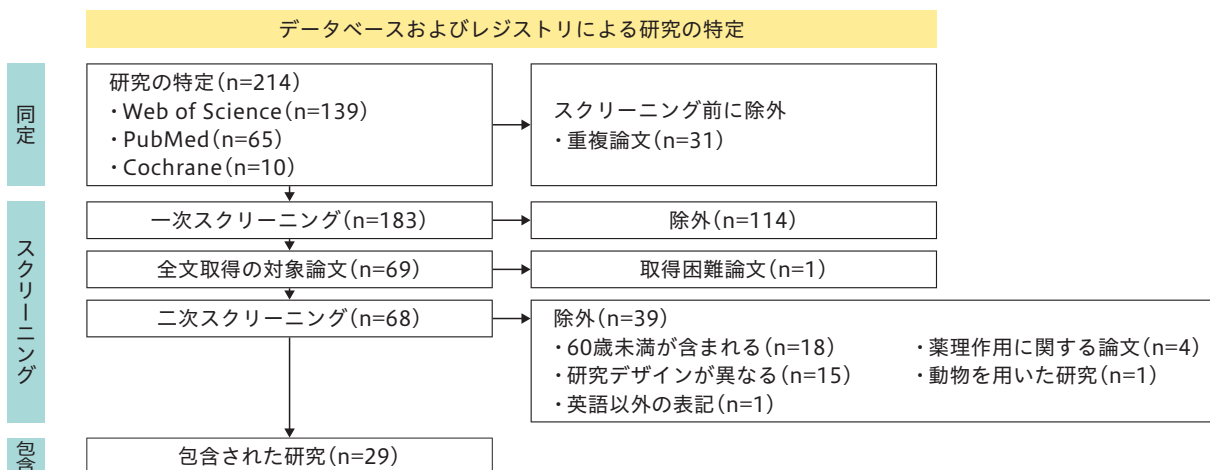 データベースおよびレジストリによる研究の特定
同定
研究の特定(n=214)
・Web of Science(n=139)
・PubMed(n=65)
・Cochrane(n=10)
スクリーニング前に除外
・重複論文(n=31)
スクリーニング
一次スクリーニング(n=183)
除外(n=114)
全文取得の対象論文(n=69)
取得困難論文(n=1)
二次スクリーニング(n=68)
除外(n=39)
・60歳未満が含まれる(n=18)
・薬理作用に関する論文(n=4)
・研究デザインが異なる(n=15)
・動物を用いた研究(n=1)
・英語以外の表記(n=1)
包含
包含された研究(n=29)